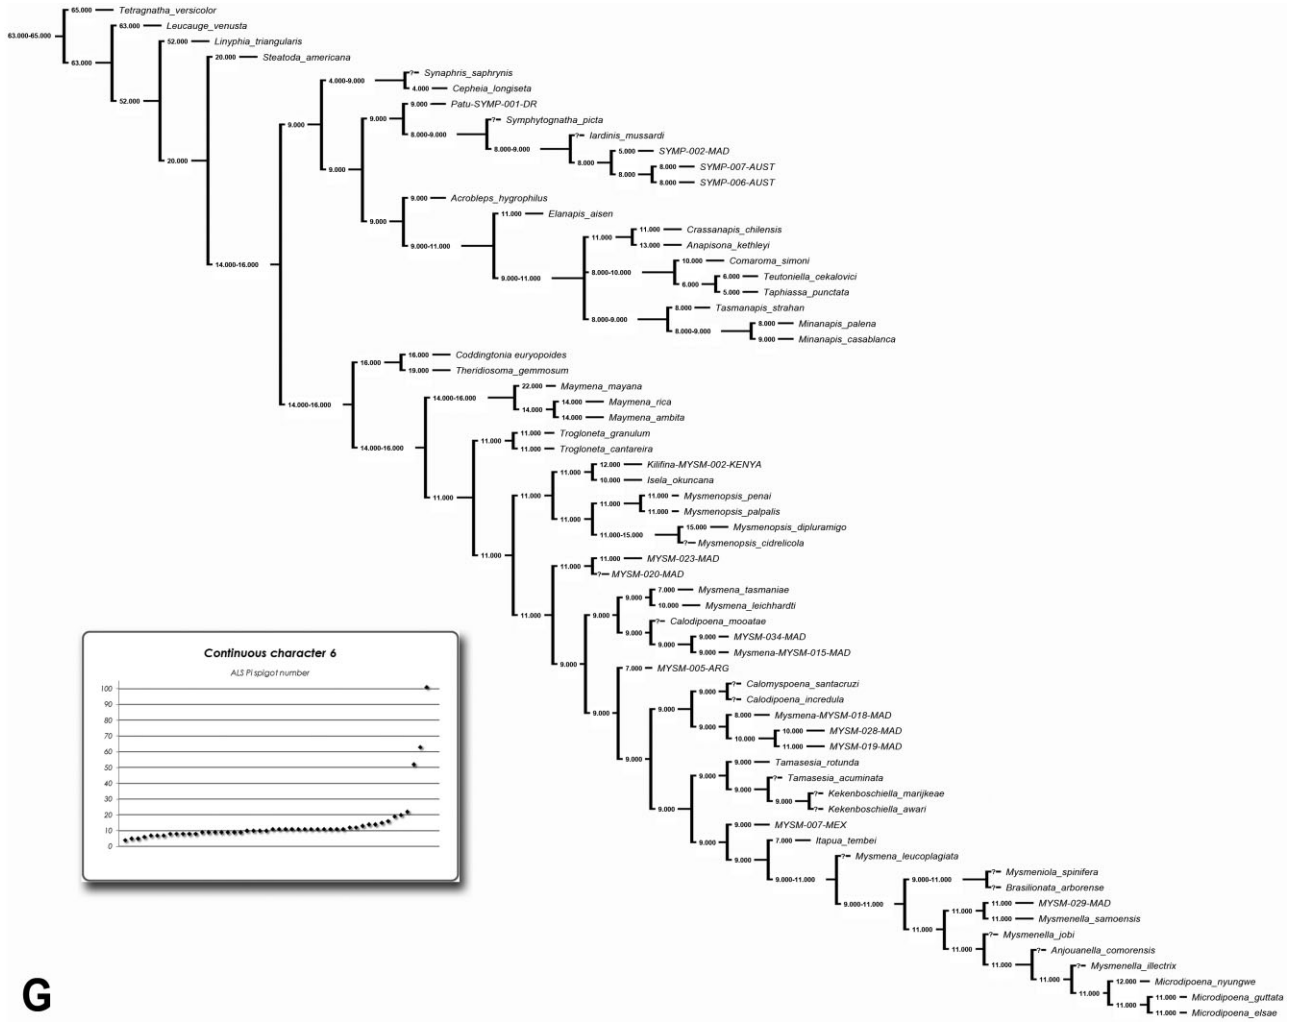 65.000 Tetragnatha_versicolor
63.000 Leucauge_venusta
63.000-65.000
52.000 Linyphia_triangularis
20.000 Steatoda_americana
63.000
? Synaphris_saphrynis
4.000-9.000
4.000 Cepheia_longiseta
52.000
9.000 Patu-SYMP-001-DR
9.000
? Symphytognatha_picta
9.000
8.000-9.000
? Iardinis_mussardi
8.000-9.000
5.000 SYMP-002-MAD
20.000
8.000
8.000 SYMP-007-AUST
9.000
8.000
8.000 SYMP-006-AUST
9.000 Acrobleps_hygrophilus
11.000 Elanapis_aisen
9.000
11.000 Crassanapis_chilensis
11.000
9.000-11.000
13.000 Anapisona_kethleyi
10.000 Comaroma_simoni
14.000-16.000
8.000-10.000
6.000 Teutoniella_cekalovici
9.000-11.000
6.000
5.000 Taphiassa_punctata
8.000 Tasmanapis_strahan
8.000-9.000
8.000 Minanapis_palena
8.000-9.000
9.000 Minanapis_casablanca
16.000 Coddingtonia euryopoides
16.000
19.000 Theridiosoma_gemmosum
22.000 Maymena_mayana
14.000-16.000
14.000 Maymena_rica
14.000-16.000
14.000
14.000 Maymena_ambita
11.000 Trogloneta_granulum
11.000
14.000-16.000
11.000 Trogloneta_cantareira
12.000 Kilifina-MYSM-002-KENYA
11.000
10.000 Isela_okuncana
11.000
11.000
11.000 Mysmenopsis_penai
11.000
11.000 Mysmenopsis_palpalis
11.000
15.000 Mysmenopsis_dipluramigo
11.000-15.000
? Mysmenopsis_cidrelicola
11.000
11.000 MYSM-023-MAD
11.000
? MYSM-020-MAD
7.000 Mysmena_tasmaniae
9.000
10.000 Mysmena_leichhardti
11.000
9.000
? Calodipoena_mooatae
9.000
9.000 MYSM-034-MAD
9.000
9.000 Mysmena-MYSM-015-MAD
9.000
7.000 MYSM-005-ARG
? Calomyspoena_santacruzi
9.000
? Calodipoena_incredula
9.000
9.000
8.000 Mysmena-MYSM-018-MAD
9.000
10.000 MYSM-028-MAD
10.000
11.000 MYSM-019-MAD
9.000
9.000 Tamasesia_rotunda
9.000
? Tamasesia_acuminata
9.000
? Kekenboschiella_marijkeae
9.000
9.000
? Kekenboschiella_awari
9.000 MYSM-007-MEX
9.000
7.000 Itapua_tembei
9.000
? Mysmena_leucoplagiata
9.000-11.000
? Mysmeniola_spinifera
9.000-11.000
? Brasilionata_arborense
9.000-11.000
11.000 MYSM-029-MAD
11.000
11.000 Mysmenella_samoensis
11.000
? Mysmenella_jobi
11.000
? Anjouanella_comorensis
11.000
? Mysmenella_illectrix
11.000
12.000 Microdipoena_nyungwe
11.000
11.000 Microdipoena_guttata
11.000
11.000 Microdipoena_elsae
Continuous character 6
ALS PI spigot number
100
90
80
70
60
50
40
30
20
10
0
G